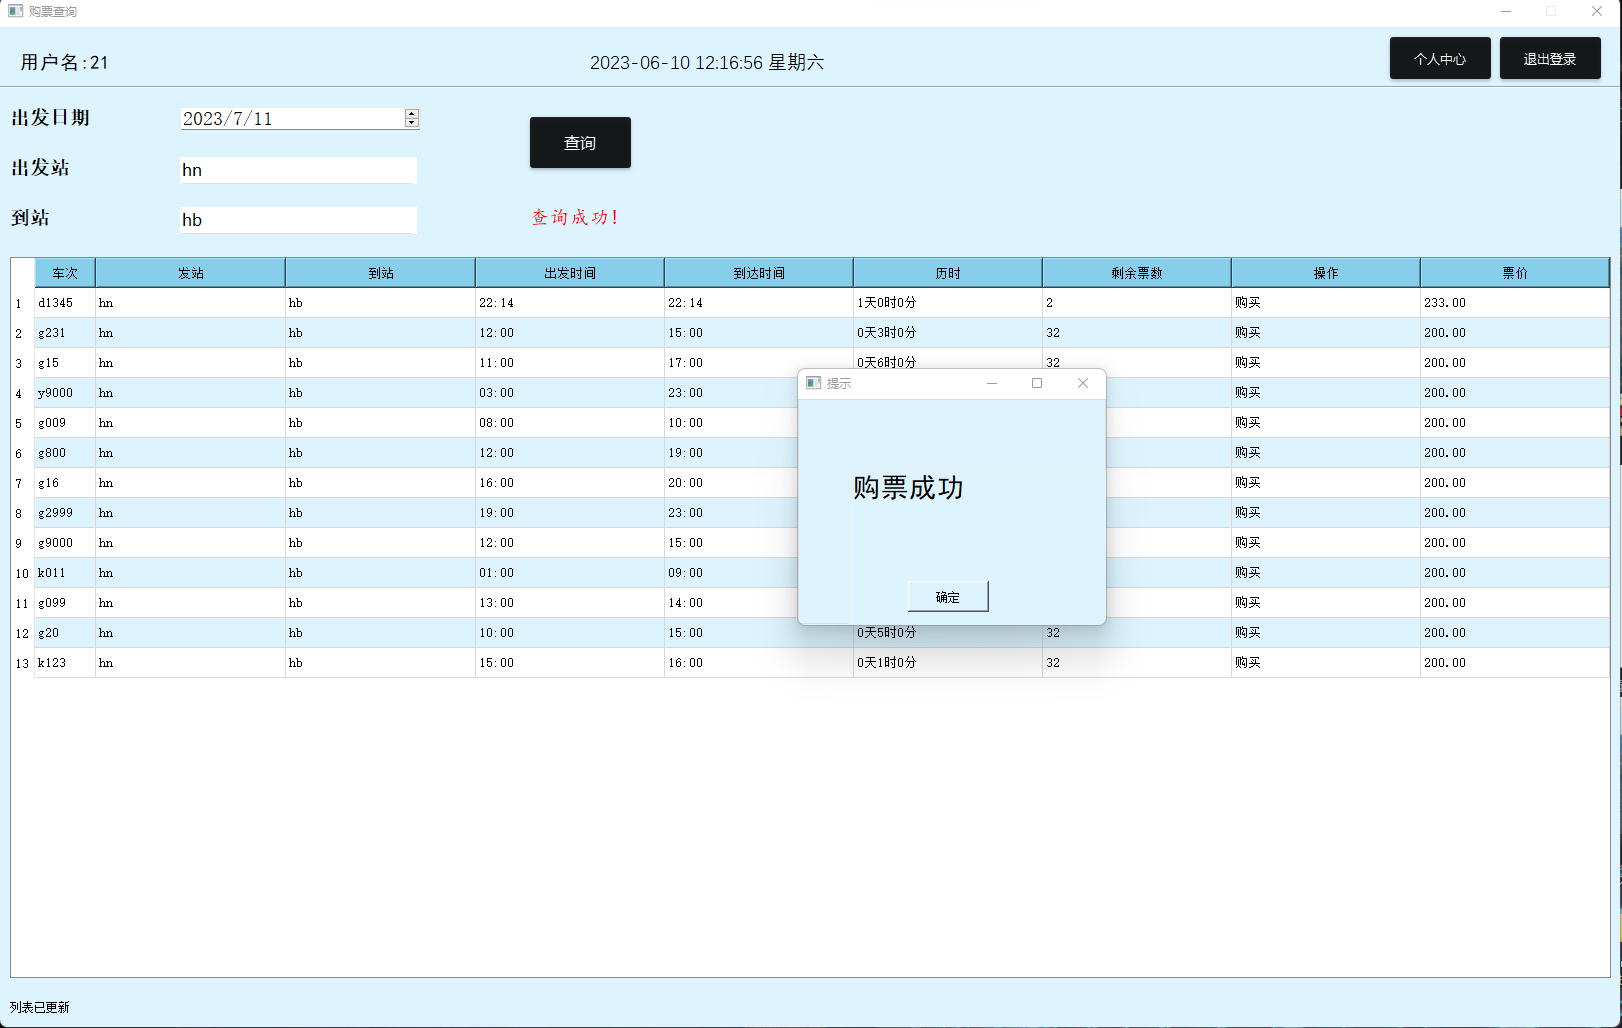 购票查询
用户名:21
2023-06-10 12:16:56 星期六
个人中心
退出登录
出发日期 2023/7/11
查询
出发站 hn
到站 hb
查询成功!
车次 发站 到站 出发时间 到达时间 历时 剩余票数 操作 票价
1 d1345 hn hb 22:14 22:14 1天0时0分 2 购买 233.00
2 g231 hn hb 12:00 15:00 0天3时0分 32 购买 200.00
3 g15 hn hb 11:00 17:00 0天6时0分 32 购买 200.00
4 y9000 hn hb 03:00 23:00 购买 200.00
5 g009 hn hb 08:00 10:00 购买 200.00
6 g800 hn hb 12:00 19:00 购买 200.00
7 g16 hn hb 16:00 20:00 购买 200.00
8 g2999 hn hb 19:00 23:00 购买 200.00
9 g9000 hn hb 12:00 15:00 购买 200.00
10 k011 hn hb 01:00 09:00 购买 200.00
11 g099 hn hb 13:00 14:00 购买 200.00
12 g20 hn hb 10:00 15:00 0天5时0分 32 购买 200.00
13 k123 hn hb 15:00 16:00 0天1时0分 32 购买 200.00
提示
购票成功
确定
列表已更新